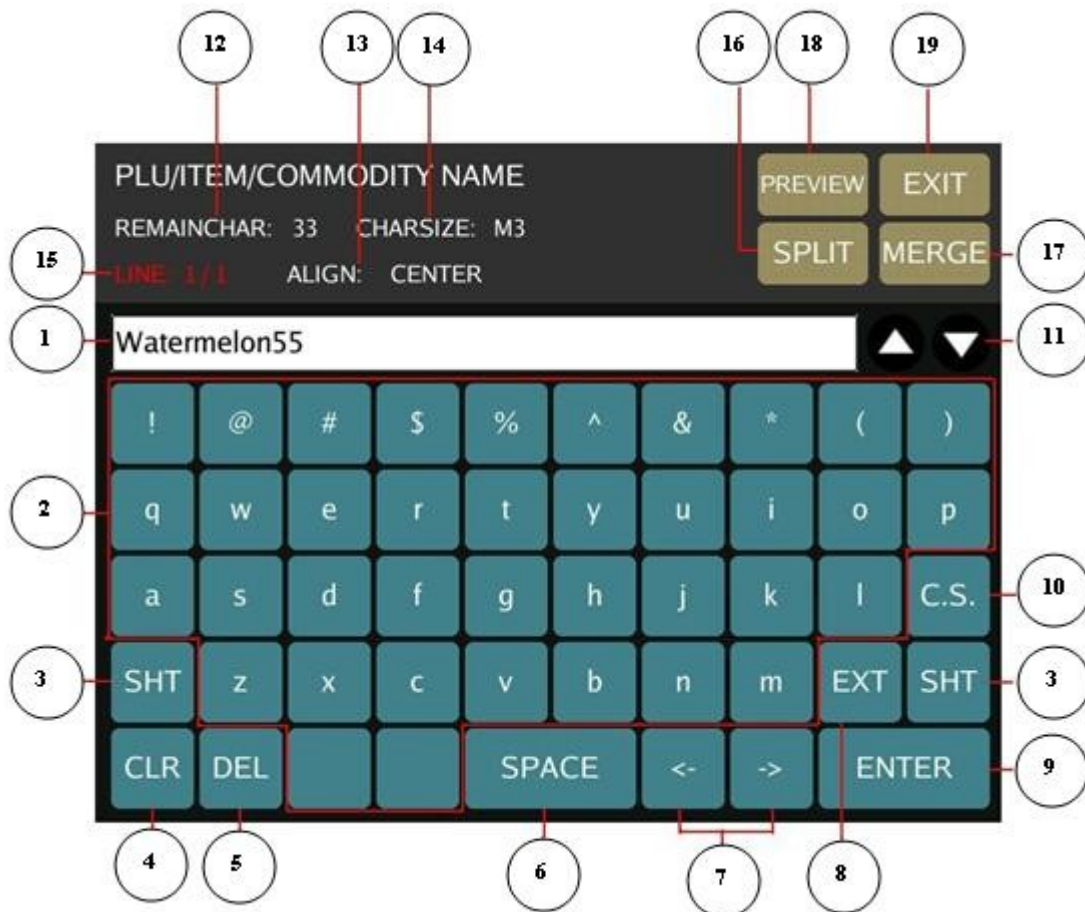 12 13 14 16 18 19
PLU/ITEM/COMMODITY NAME PREVIEW EXIT
REMAINCHAR: 33 CHARSIZE: M3
15 LINE: 1/1 ALIGN: CENTER SPLIT MERGE 17
1 Watermelon55 11
! @ # $ % ^ & * ( )
2 q w e r t y u i o p
a s d f g h j k l C.S. 10
3 SHT z x c v b n m EXT SHT 3
CLR DEL SPACE <- -> ENTER 9
4 5 6 7 8